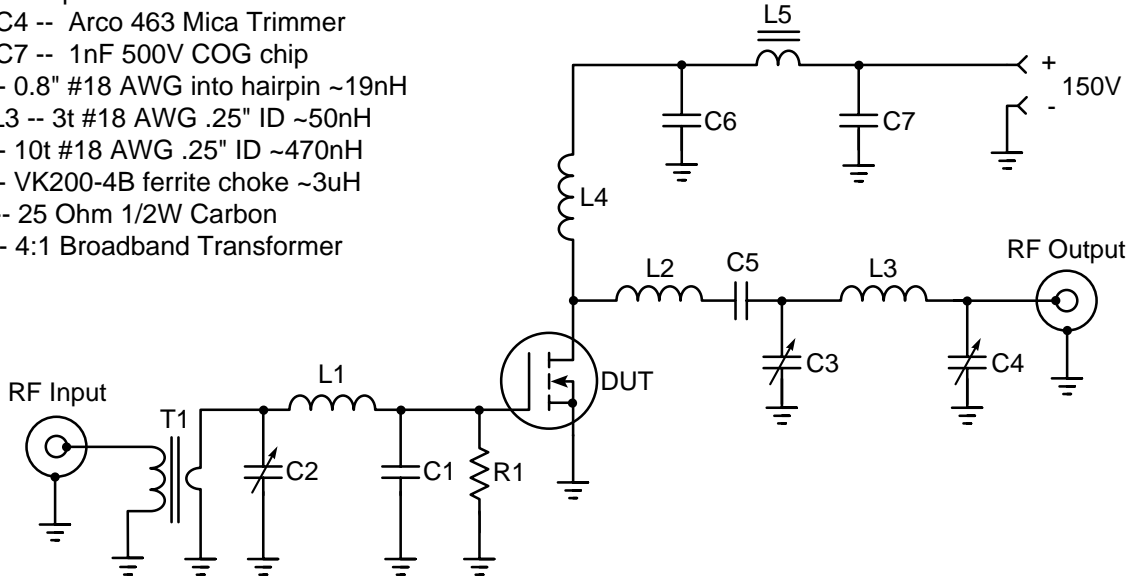 C4 -- Arco 463 Mica Trimmer
C7 -- 1nF 500V COG chip
- 0.8" #18 AWG into hairpin ~19nH
L3 -- 3t #18 AWG .25" ID ~50nH
- 10t #18 AWG .25" ID ~470nH
- VK200-4B ferrite choke ~3uH
-- 25 Ohm 1/2W Carbon
- 4:1 Broadband Transformer
L5
+
150V
-
C6
C7
L4
RF Output
L2
C5
L3
C3
C4
DUT
RF Input
T1
L1
C2
C1
R1